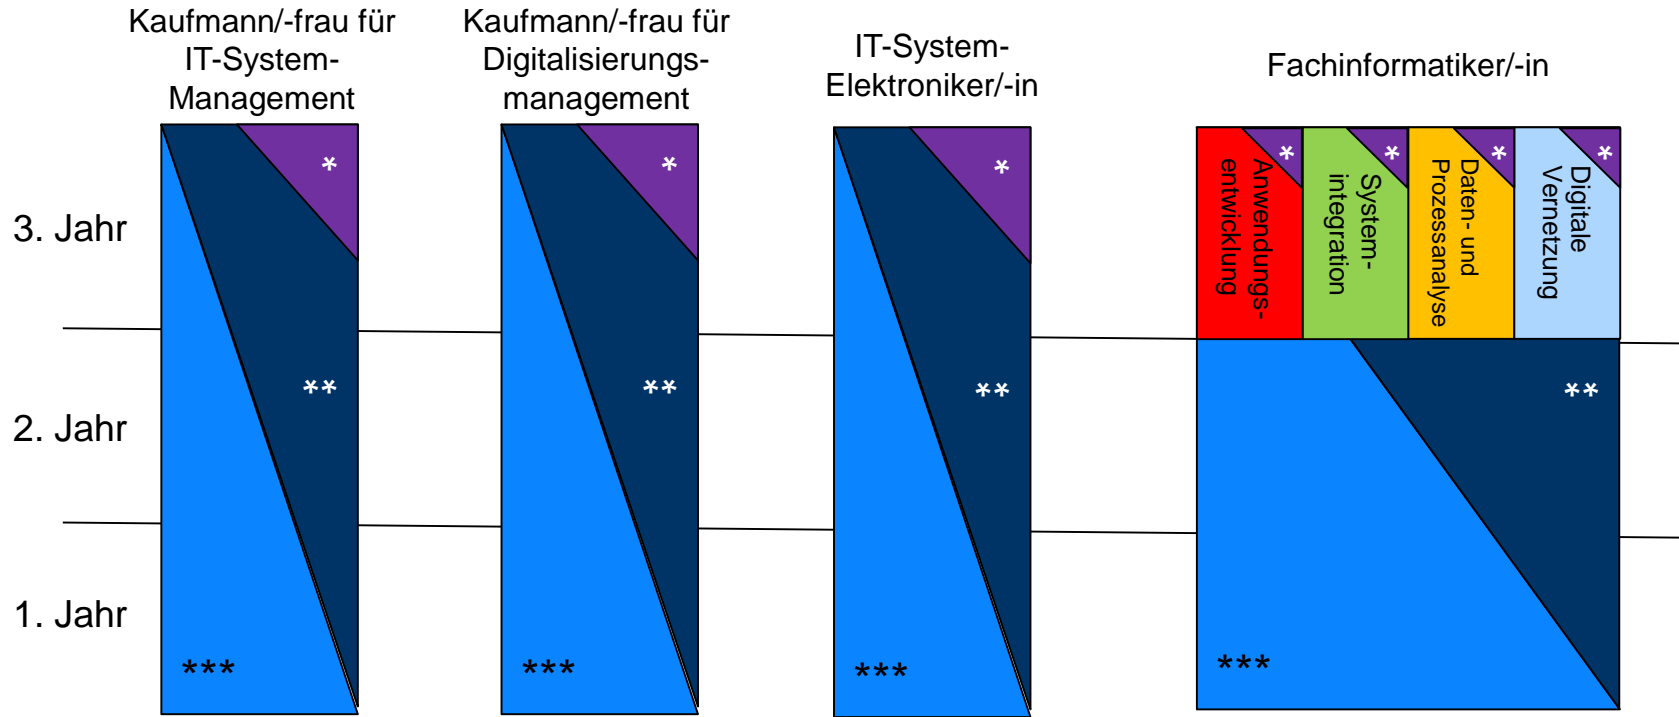 Kaufmann/-frau für
IT-System-
Management
Kaufmann/-frau für
Digitalisierungs-
management
IT-System-
Elektroniker/-in
Fachinformatiker/-in
3. Jahr
*
*
*
*
*
*
*
Anwendungs-
entwicklung
System-
integration
Daten- und
Prozessanalyse
Digitale
Vernetzung
2. Jahr
**
**
**
**
1. Jahr
***
***
***
***